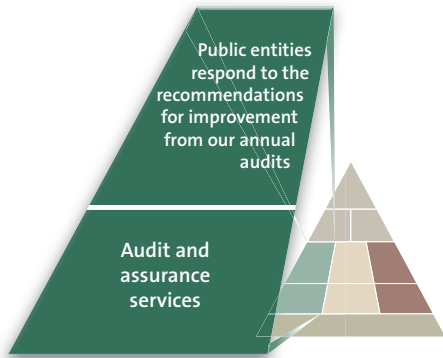 Public entities
respond to the
recommendations
for improvement
from our annual
audits
Audit and
assurance
services